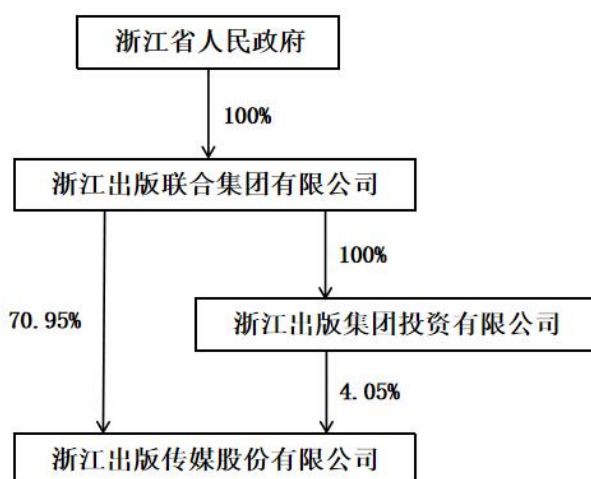 浙江省人民政府
100%
浙江出版联合集团有限公司
100%
70.95%
浙江出版集团投资有限公司
4.05%
浙江出版传媒股份有限公司